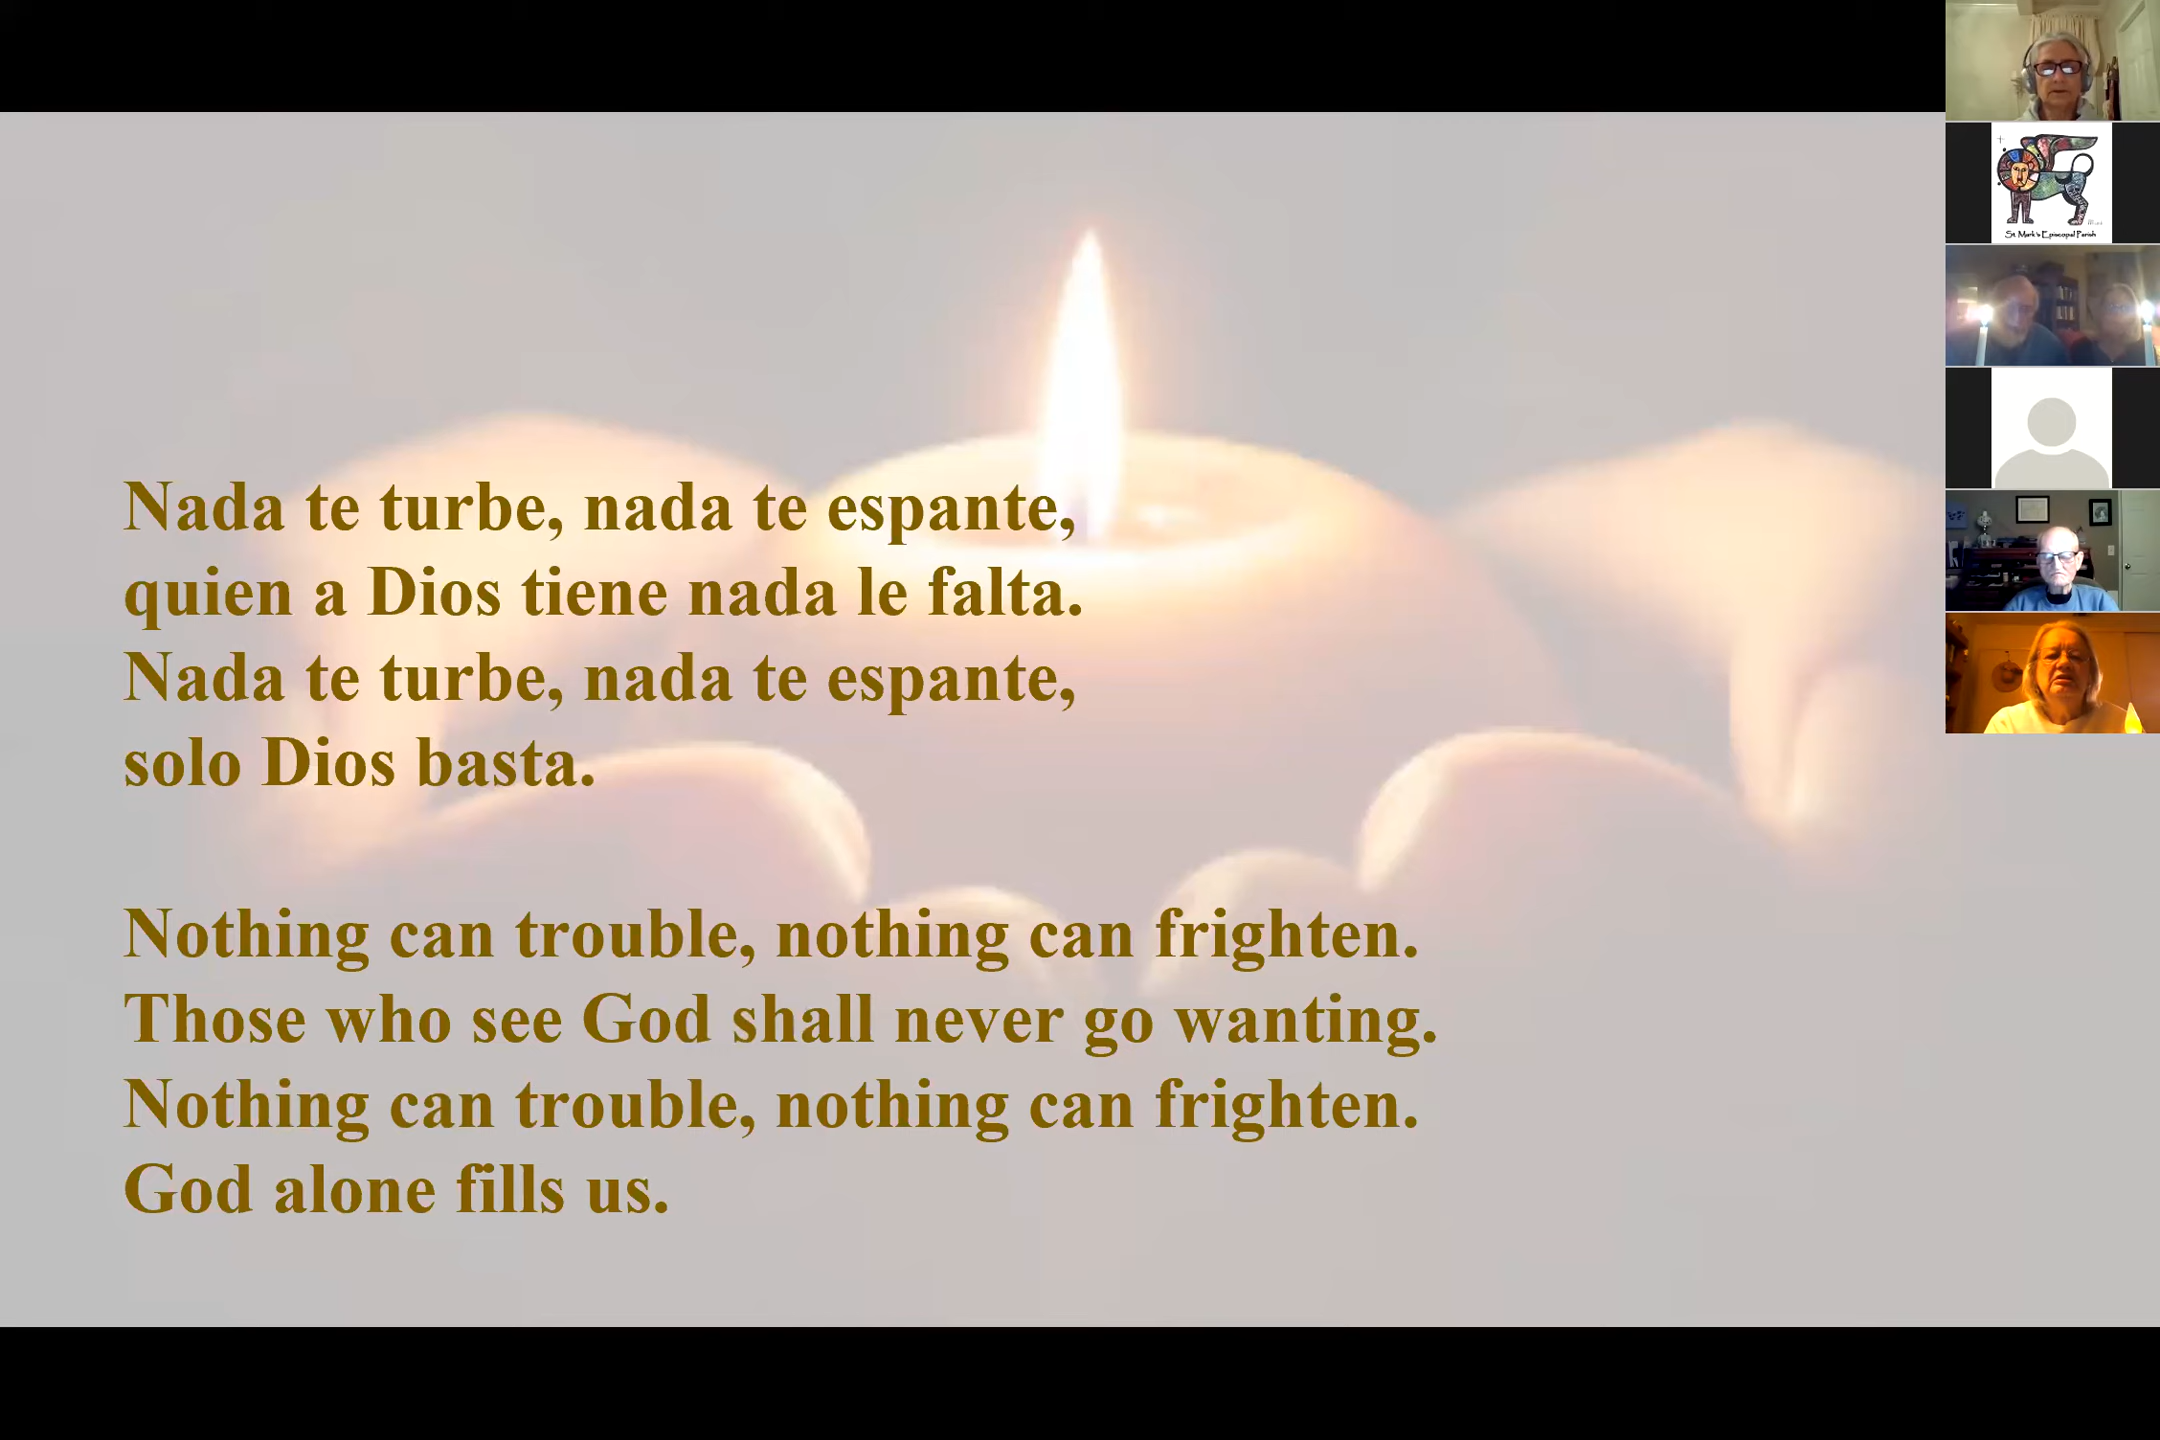 Nada te turbe, nada te espante,
quien a Dios tiene nada le falta.
Nada te turbe, nada te espante,
solo Dios basta.
Nothing can trouble, nothing can frighten.
Those who see God shall never go wanting.
Nothing can trouble, nothing can frighten.
God alone fills us.
St. Mark's Episcopal Parish